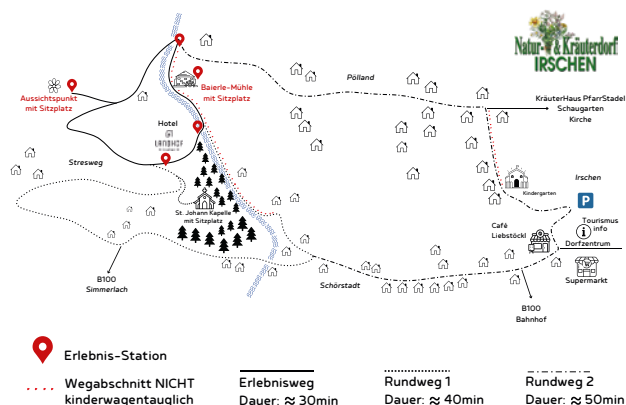 Natur- & Kräuterdorf
IRSCHEN
Pölland
Baierle-Mühle
mit Sitzplatz
Aussichtspunkt
mit Sitzplatz
KräuterHaus PfarrStadel
Schaugarten
Kirche
Hotel
LANDHOF
Stresweg
Kindergarten
Irschen
P
St. Johann Kapelle
mit Sitzplatz
Café
Liebstöckl
Tourismus
info
i
Dorfzentrum
Supermarkt
B100
Simmerlach
Schörstadt
B100
Bahnhof
Erlebnis-Station
Wegabschnitt NICHT
kinderwagentauglich
Erlebnisweg
Dauer: ≈ 30min
Rundweg 1
Dauer: ≈ 40min
Rundweg 2
Dauer: ≈ 50min